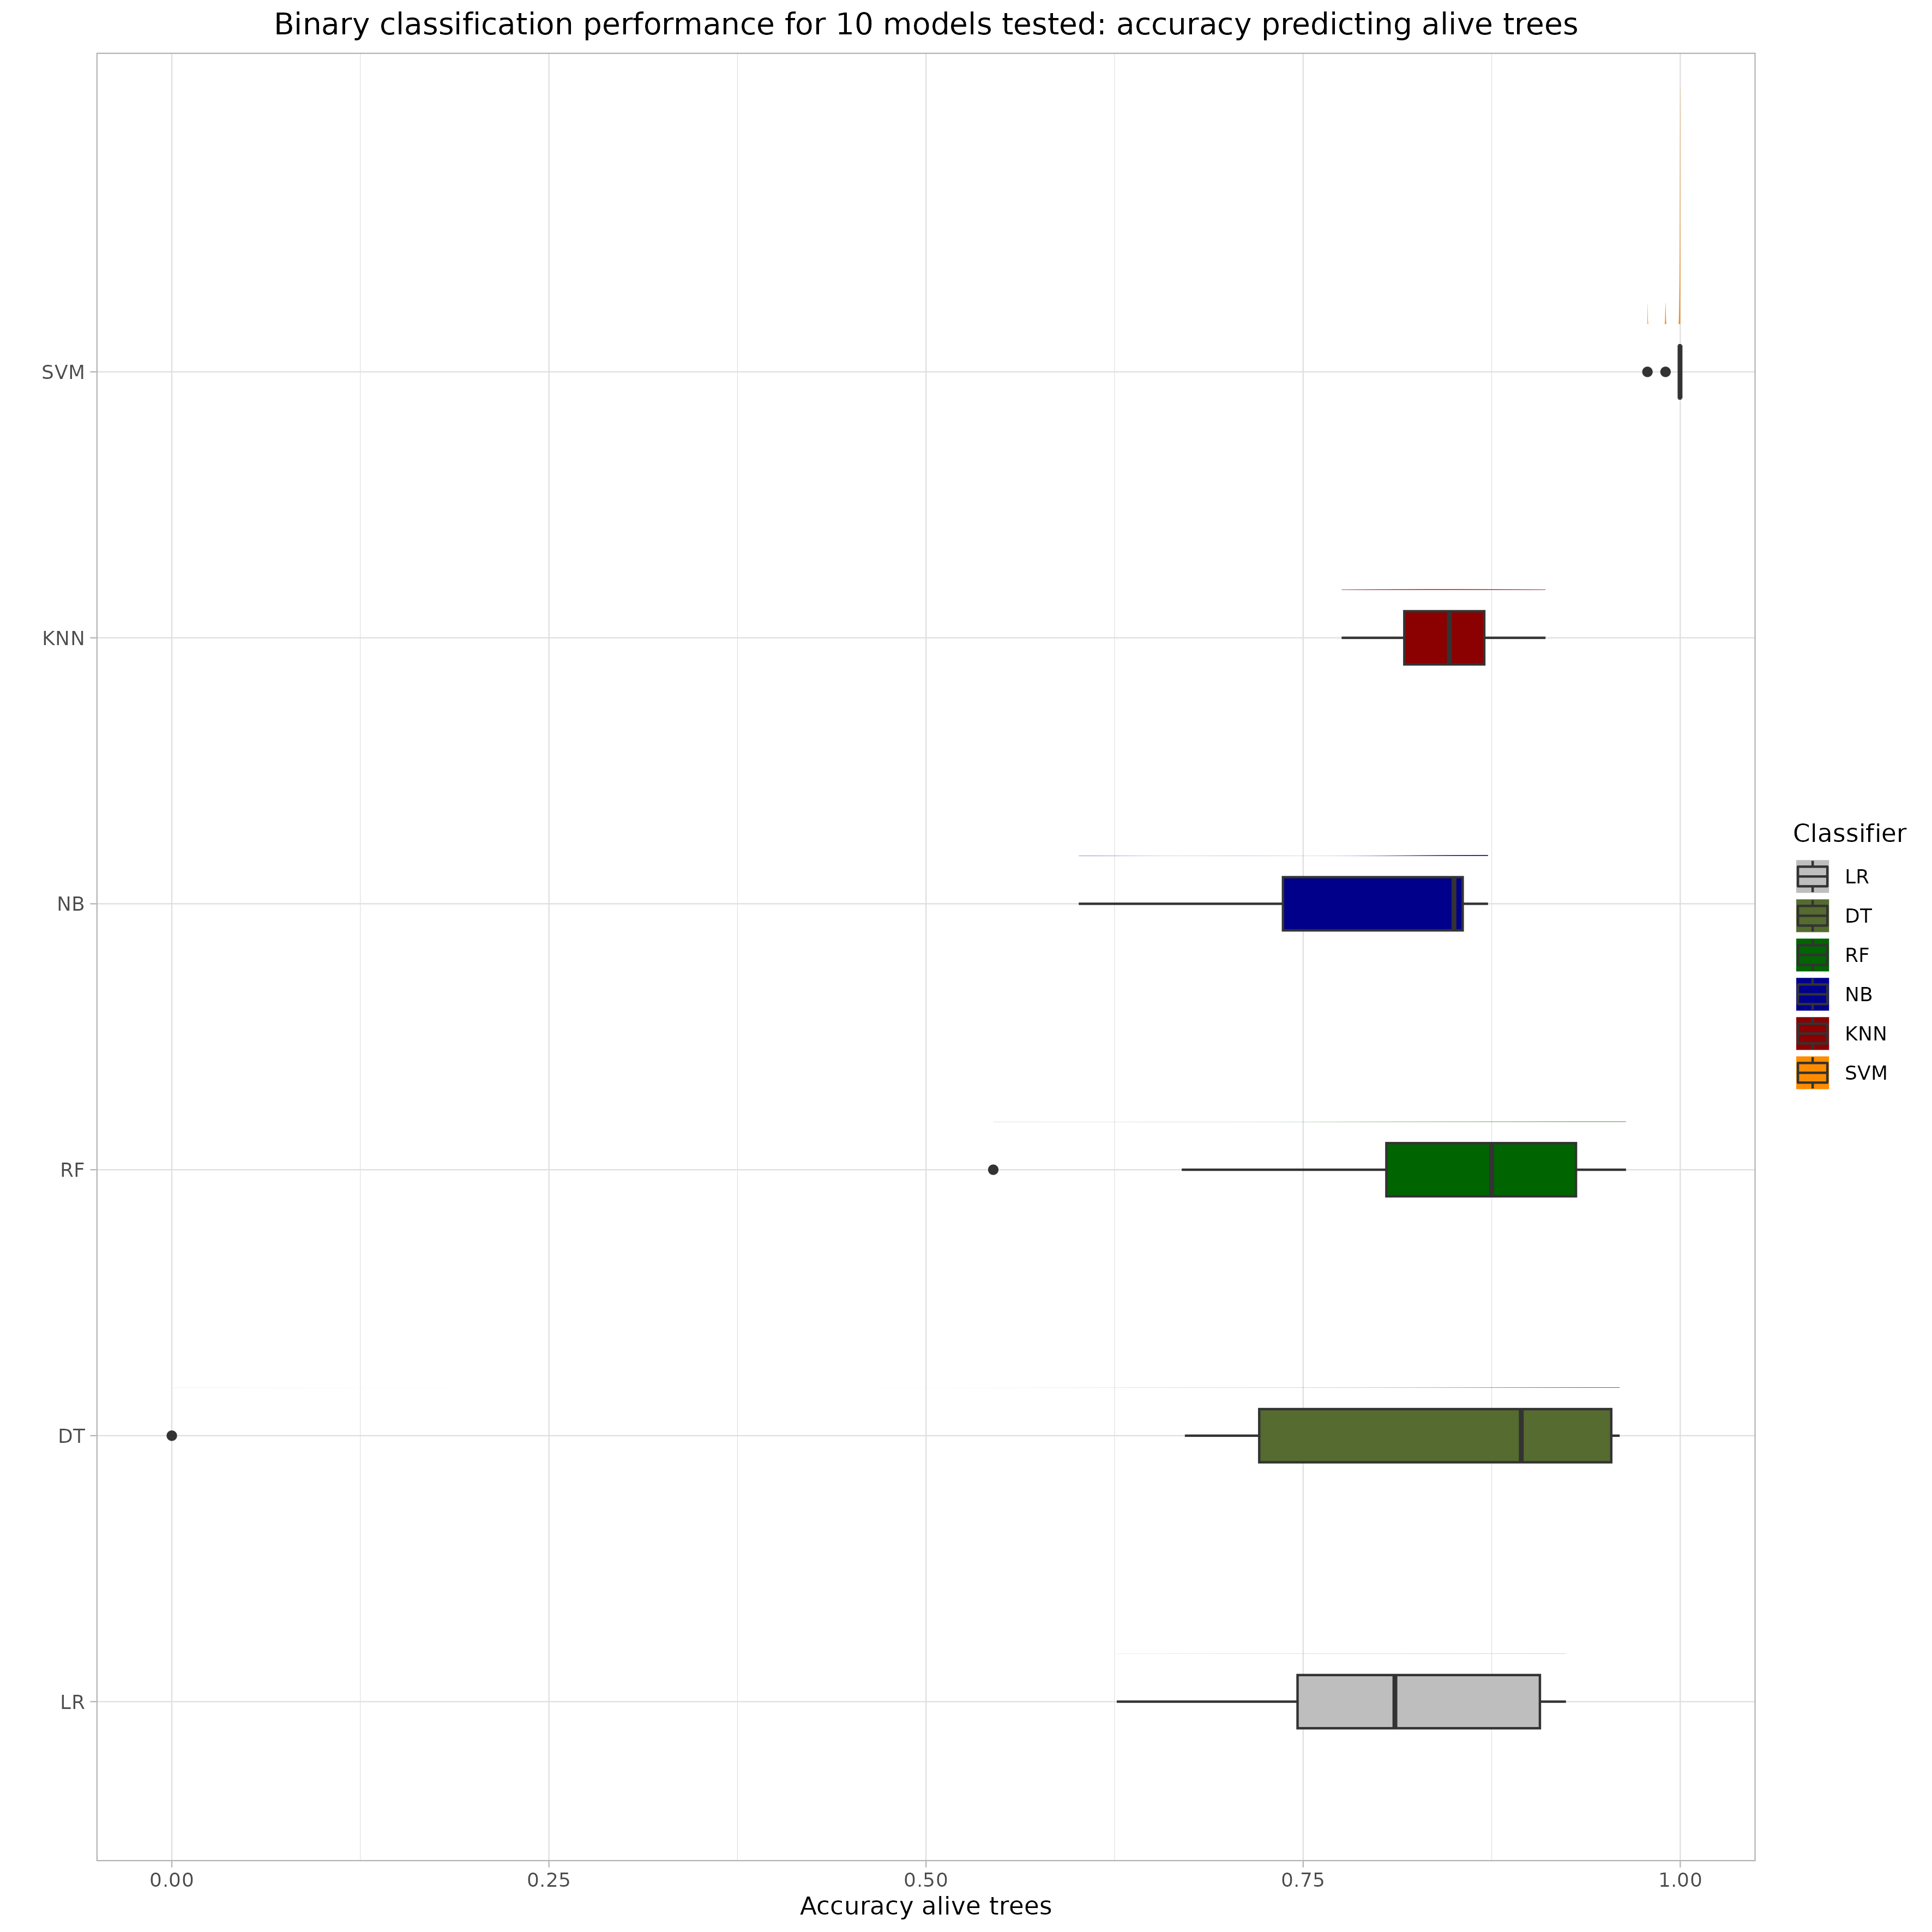 Binary classification performance for 10 models tested: accuracy predicting alive trees
SVM
KNN
NB
RF
DT
LR
0.00 0.25 0.50 0.75 1.00
Accuracy alive trees
Classifier
LR
DT
RF
NB
KNN
SVM